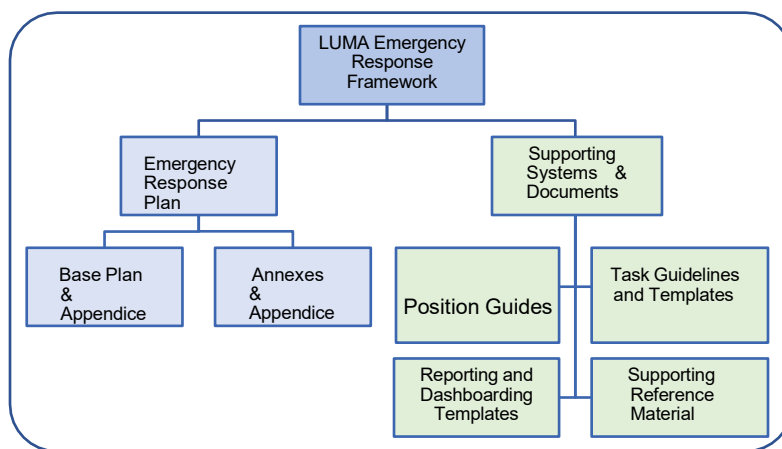 LUMA Emergency
Response
Framework
Emergency
Response
Plan
Supporting
Systems &
Documents
Base Plan
&
Appendice
Annexes
& 
Appendice
Position Guides
Task Guidelines
and Templates
Reporting and
Dashboarding
Templates
Supporting
Reference
Material